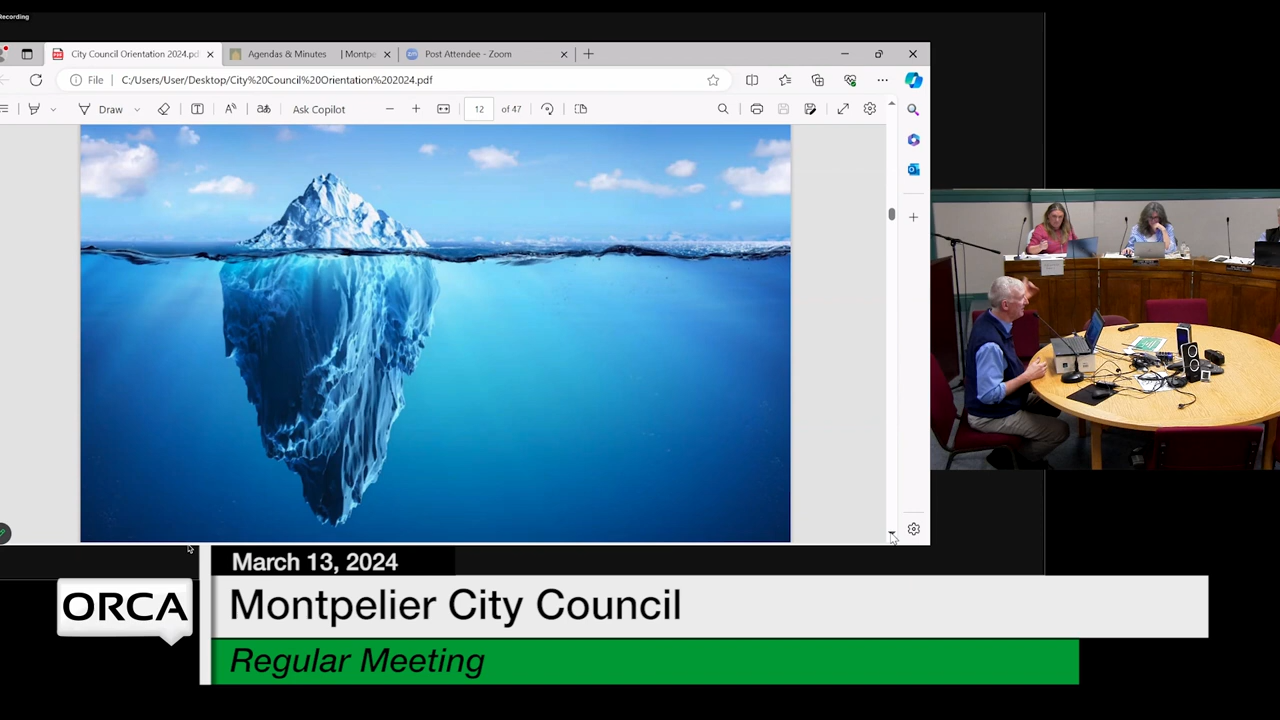 Recording
City Council Orientation 2024.pdf
Agendas & Minutes | Montpe
Post Attendee - Zoom
File C:/Users/User/Desktop/City%20Council%20Orientation%202024.pdf
Draw
Ask Copilot
12 of 47
March 13, 2024
ORCA
Montpelier City Council
Regular Meeting